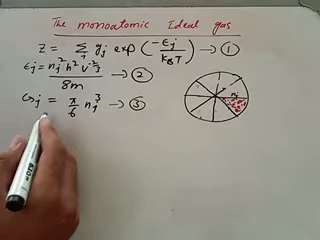 The monoatomic Ideal gas
Z = Σ gj exp (-εj / kBT) → ①
εj = nj² h² V^-2/3 / 8m → ②
Gj = π/6 nj³ → ③